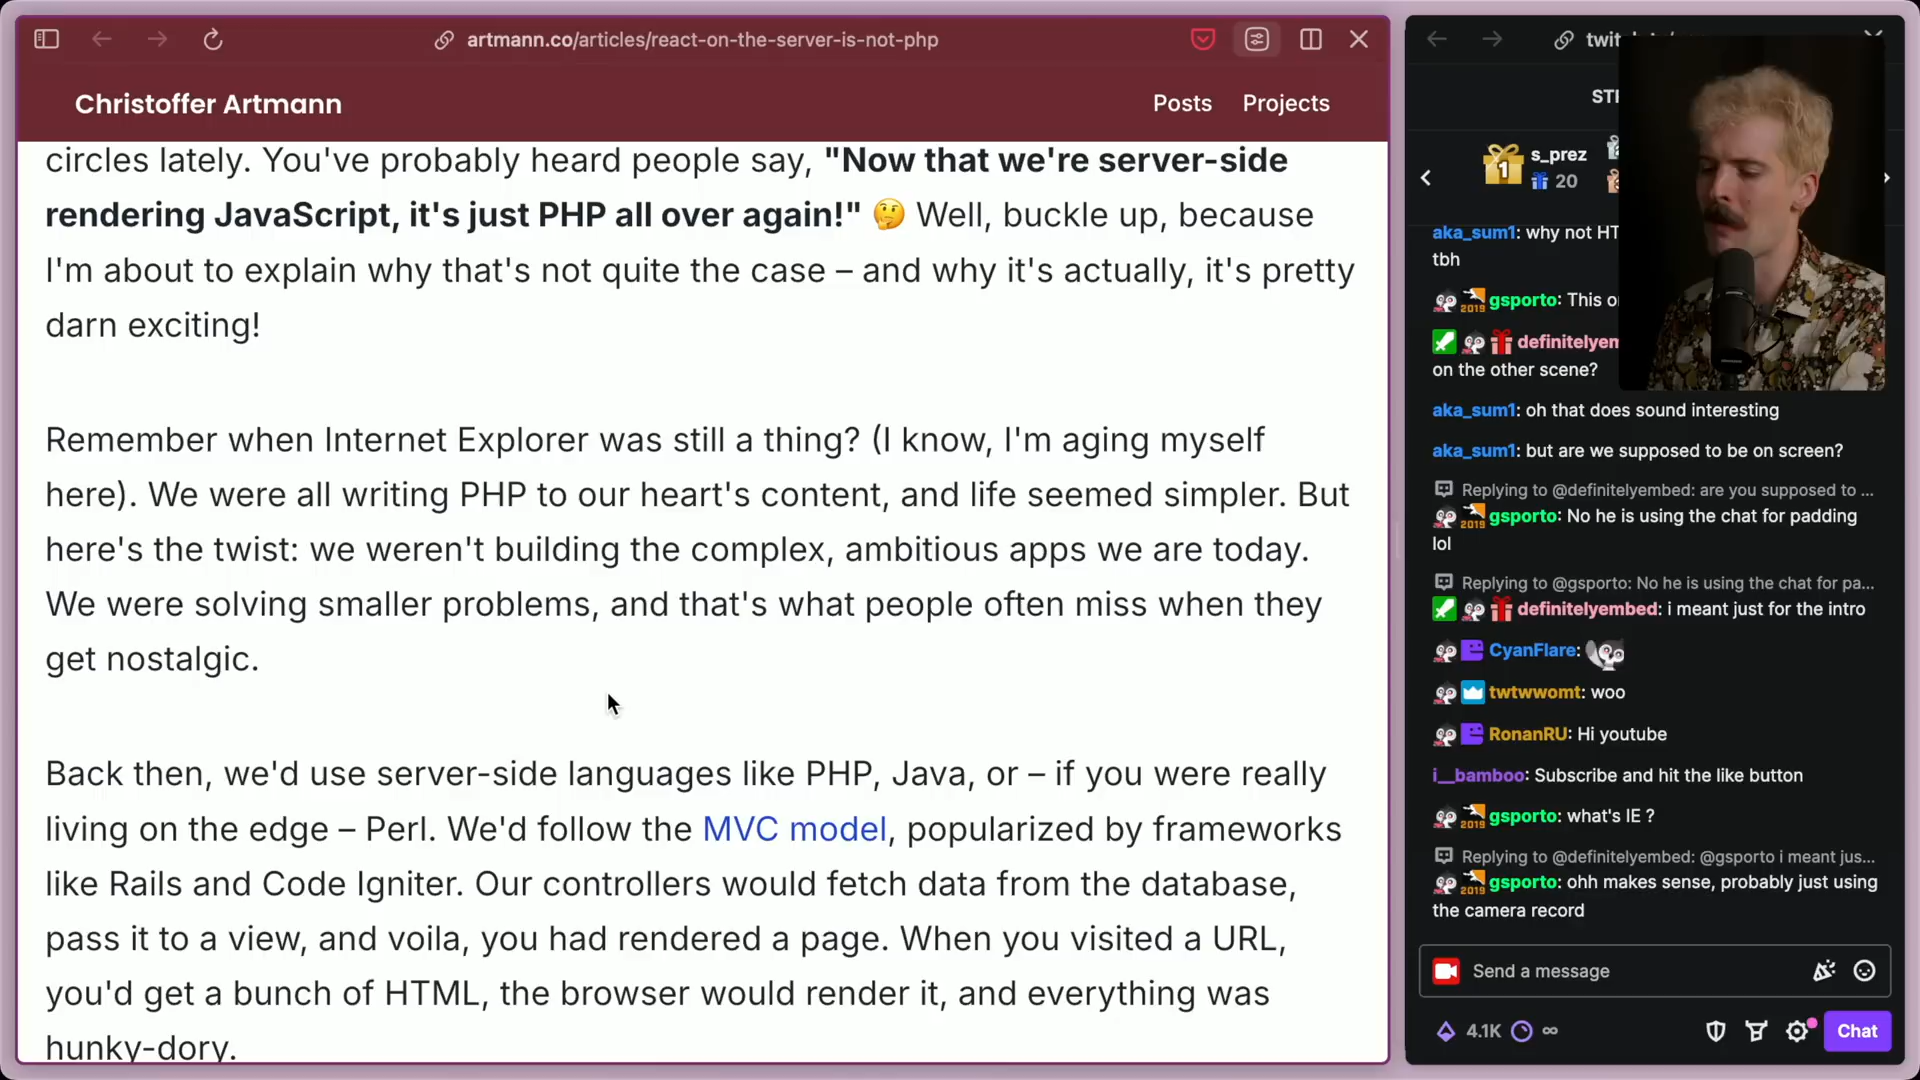 artmann.co/articles/react-on-the-server-is-not-php
Christoffer Artmann
Posts
Projects
circles lately. You've probably heard people say, "Now that we're server-side
rendering JavaScript, it's just PHP all over again!" 🤔 Well, buckle up, because
I'm about to explain why that's not quite the case – and why it's actually, it's pretty
darn exciting!
Remember when Internet Explorer was still a thing? (I know, I'm aging myself
here). We were all writing PHP to our heart's content, and life seemed simpler. But
here's the twist: we weren't building the complex, ambitious apps we are today.
We were solving smaller problems, and that's what people often miss when they
get nostalgic.
Back then, we'd use server-side languages like PHP, Java, or – if you were really
living on the edge – Perl. We'd follow the MVC model, popularized by frameworks
like Rails and Code Igniter. Our controllers would fetch data from the database,
pass it to a view, and voila, you had rendered a page. When you visited a URL,
you'd get a bunch of HTML, the browser would render it, and everything was
hunky-dory.
1
s_prez
20
aka_sum1: why not HT
tbh
2019 gsporto: This
definitelyem
on the other scene?
aka_sum1: oh that does sound interesting
aka_sum1: but are we supposed to be on screen?
Replying to @definitelyembed: are you supposed to ...
2019 gsporto: No he is using the chat for padding
lol
Replying to @gsporto: No he is using the chat for pa...
definitelyembed: i meant just for the intro
CyanFlare:
twtwwomt: woo
RonanRU: Hi youtube
i__bamboo: Subscribe and hit the like button
2019 gsporto: what's IE ?
Replying to @definitelyembed: @gsporto i meant jus...
2019 gsporto: ohh makes sense, probably just using
the camera record
Send a message
4.1K
∞
Chat